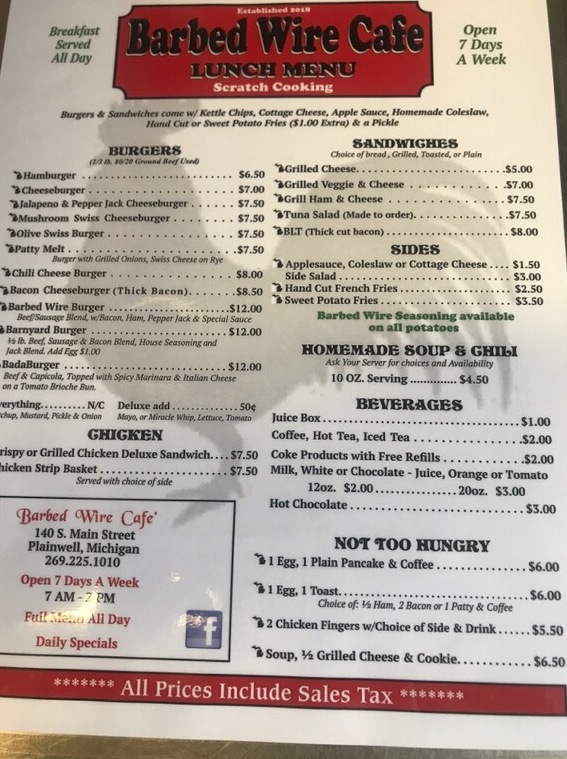 Established 2018
Barbed Wire Cafe
LUNCH MENU
Scratch Cooking
Breakfast
Served
All Day
Open
7 Days
A Week
Burgers & Sandwiches come w/ Kettle Chips, Cottage Cheese, Apple Sauce, Homemade Coleslaw,
Hand Cut or Sweet Potato Fries ($1.00 Extra) & a Pickle
BURGERS
(1/3 lb. 80/20 Ground Beef Used)
Hamburger $6.50
Cheeseburger $7.00
Jalapeno & Pepper Jack Cheeseburger $7.50
Mushroom Swiss Cheeseburger $7.50
Olive Swiss Burger $7.50
Patty Melt $7.50
Burger with Grilled Onions, Swiss Cheese on Rye
Chili Cheese Burger $8.00
Bacon Cheeseburger (Thick Bacon) $8.50
Barbed Wire Burger $12.00
Beef/Sausage Blend, w/Bacon, Ham, Pepper Jack & Special Sauce
Barnyard Burger $12.00
⅓ lb. Beef, Sausage & Bacon Blend, House Seasoning and
Jack Blend. Add Egg $1.00
BadaBurger $12.00
Beef & Capicola, Topped with Spicy Marinara & Italian Cheese
on a Tomato Brioche Bun.
verything.......... N/C Deluxe add ................ 50¢
chup, Mustard, Pickle & Onion Mayo, or Miracle Whip, Lettuce, Tomato
CHICKEN
rispy or Grilled Chicken Deluxe Sandwich.... $7.50
hicken Strip Basket $7.50
Served with choice of side
Barbed Wire Cafe'
140 S. Main Street
Plainwell, Michigan
269.225.1010
Open 7 Days A Week
7 AM - PM
Full Menu All Day
Daily Specials
f
SANDWICHES
Choice of bread, Grilled, Toasted, or Plain
Grilled Cheese $5.00
Grilled Veggie & Cheese $7.00
Grill Ham & Cheese $7.50
Tuna Salad (Made to order) $7.50
BLT (Thick cut bacon) $8.00
SIDES
Applesauce, Coleslaw or Cottage Cheese .... $1.50
Side Salad $3.00
Hand Cut French Fries $2.50
Sweet Potato Fries $3.50
Barbed Wire Seasoning available
on all potatoes
HOMEMADE SOUP & CHILI
Ask Your Server for choices and Availability
10 OZ. Serving .............. $4.50
BEVERAGES
Juice Box $1.00
Coffee, Hot Tea, Iced Tea $2.00
Coke Products with Free Refills $2.00
Milk, White or Chocolate - Juice, Orange or Tomato
12oz. $2.00 20oz. $3.00
Hot Chocolate $3.00
NOT TOO HUNGRY
1 Egg, 1 Plain Pancake & Coffee $6.00
1 Egg, 1 Toast $6.00
Choice of: ½ Ham, 2 Bacon or 1 Patty & Coffee
2 Chicken Fingers w/Choice of Side & Drink...... $5.50
Soup, ½ Grilled Cheese & Cookie $6.50
******* All Prices Include Sales Tax *******